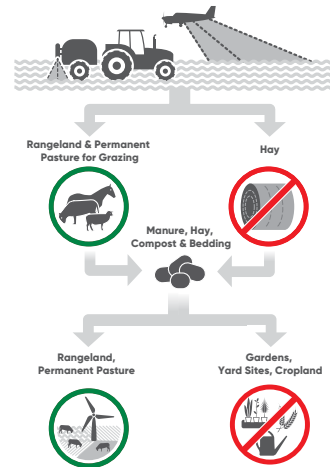 Rangeland & Permanent
Pasture for Grazing
Hay
Manure, Hay,
Compost & Bedding
Rangeland,
Permanent Pasture
Gardens,
Yard Sites, Cropland